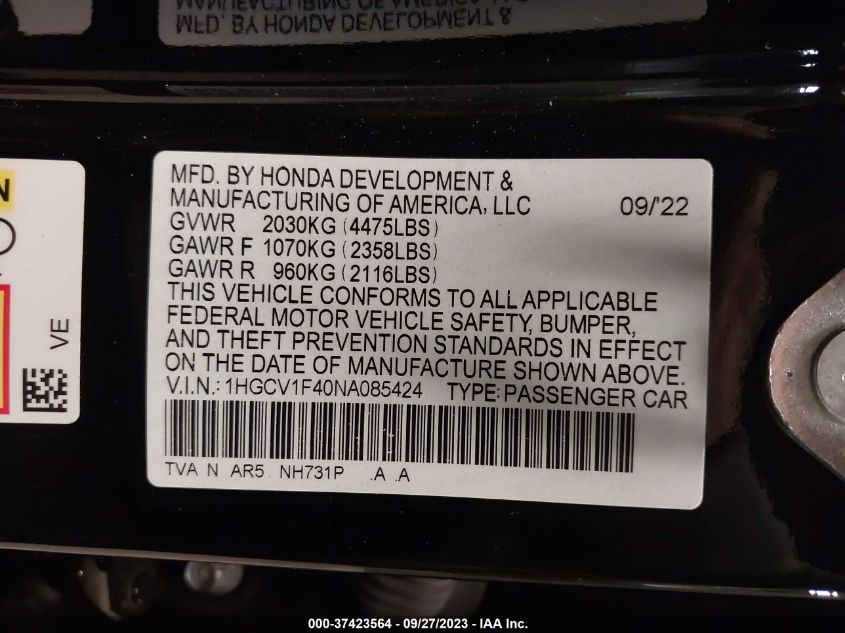 MFD. BY HONDA DEVELOPMENT &
MANUFACTURING OF AMERICA, LLC 09/'22
GVWR 2030KG (4475LBS)
GAWR F 1070KG (2358LBS)
GAWR R 960KG (2116LBS)
THIS VEHICLE CONFORMS TO ALL APPLICABLE
FEDERAL MOTOR VEHICLE SAFETY, BUMPER,
AND THEFT PREVENTION STANDARDS IN EFFECT
ON THE DATE OF MANUFACTURE SHOWN ABOVE.
V.I.N.: 1HGCV1F40NA085424 TYPE: PASSENGER CAR
TVA N AR5 NH731P .A .A
VE
MANUFACTURING OF AMERICA
MFD. BY HONDA DEVELOPMENT &
000-37423564 - 09/27/2023 - IAA Inc.